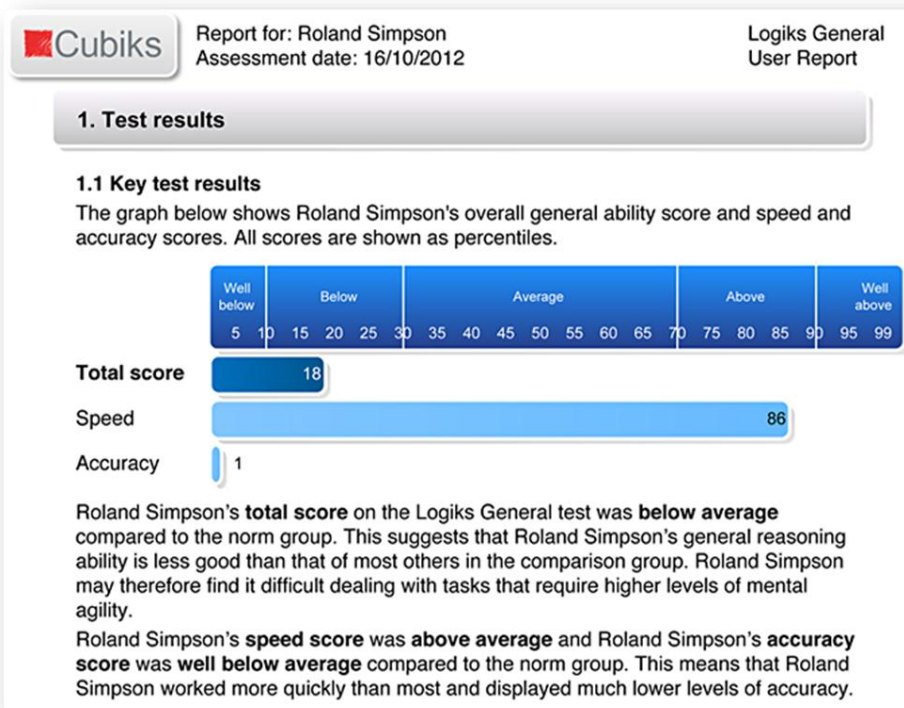 Cubiks
Report for: Roland Simpson
Assessment date: 16/10/2012
Logiks General
User Report
1. Test results
1.1 Key test results
The graph below shows Roland Simpson's overall general ability score and speed and
accuracy scores. All scores are shown as percentiles.
Well
below
Below
Average
Above
Well
above
5 10 15 20 25 30 35 40 45 50 55 60 65 70 75 80 85 90 95 99
Total score 18
Speed 86
Accuracy 1
Roland Simpson's total score on the Logiks General test was below average
compared to the norm group. This suggests that Roland Simpson's general reasoning
ability is less good than that of most others in the comparison group. Roland Simpson
may therefore find it difficult dealing with tasks that require higher levels of mental
agility.
Roland Simpson's speed score was above average and Roland Simpson's accuracy
score was well below average compared to the norm group. This means that Roland
Simpson worked more quickly than most and displayed much lower levels of accuracy.